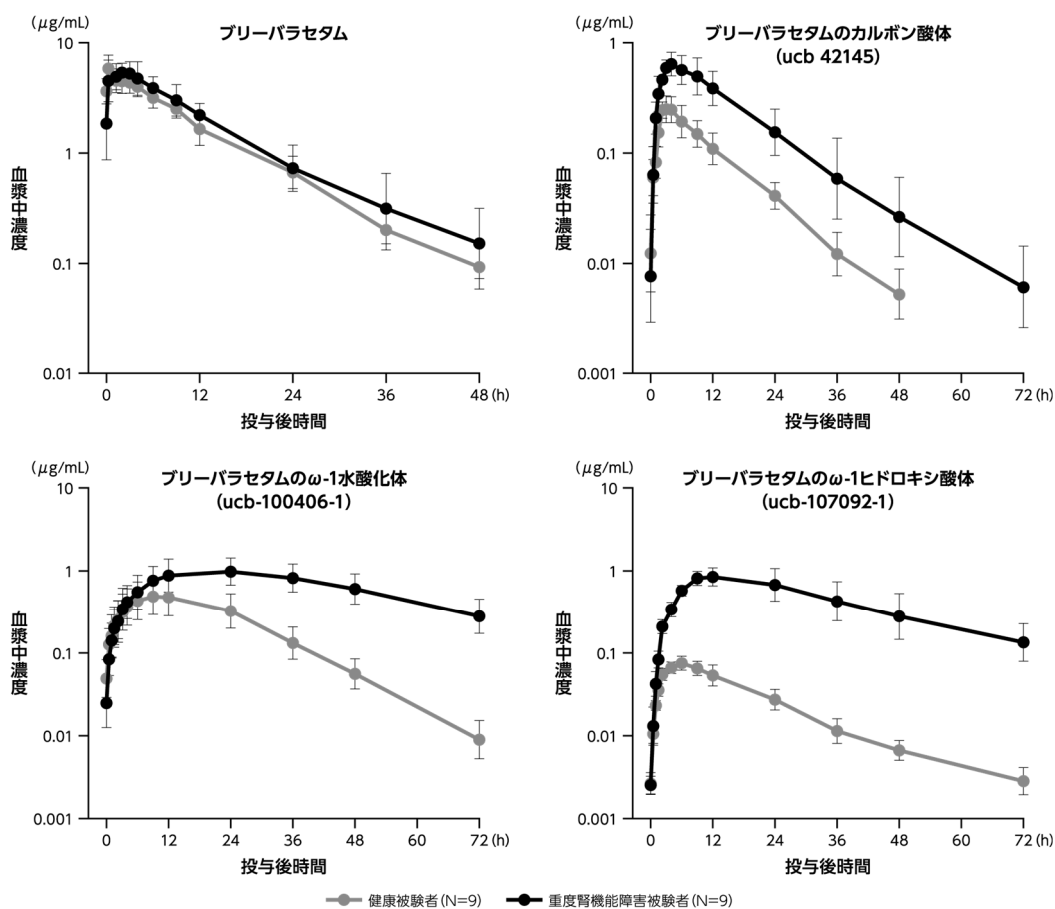 (μg/mL)
ブリーバラセタム
10
1
0.1
0.01
血漿中濃度
0 12 24 36 48 (h)
投与後時間
(μg/mL)
ブリーバラセタムのカルボン酸体
(ucb 42145)
1
0.1
0.01
0.001
血漿中濃度
0 12 24 36 48 60 72 (h)
投与後時間
(μg/mL)
ブリーバラセタムのω-1水酸化体
(ucb-100406-1)
10
1
0.1
0.01
0.001
血漿中濃度
0 12 24 36 48 60 72 (h)
投与後時間
(μg/mL)
ブリーバラセタムのω-1ヒドロキシ酸体
(ucb-107092-1)
10
1
0.1
0.01
0.001
血漿中濃度
0 12 24 36 48 60 72 (h)
投与後時間
健康被験者(N=9) 重度腎機能障害被験者(N=9)